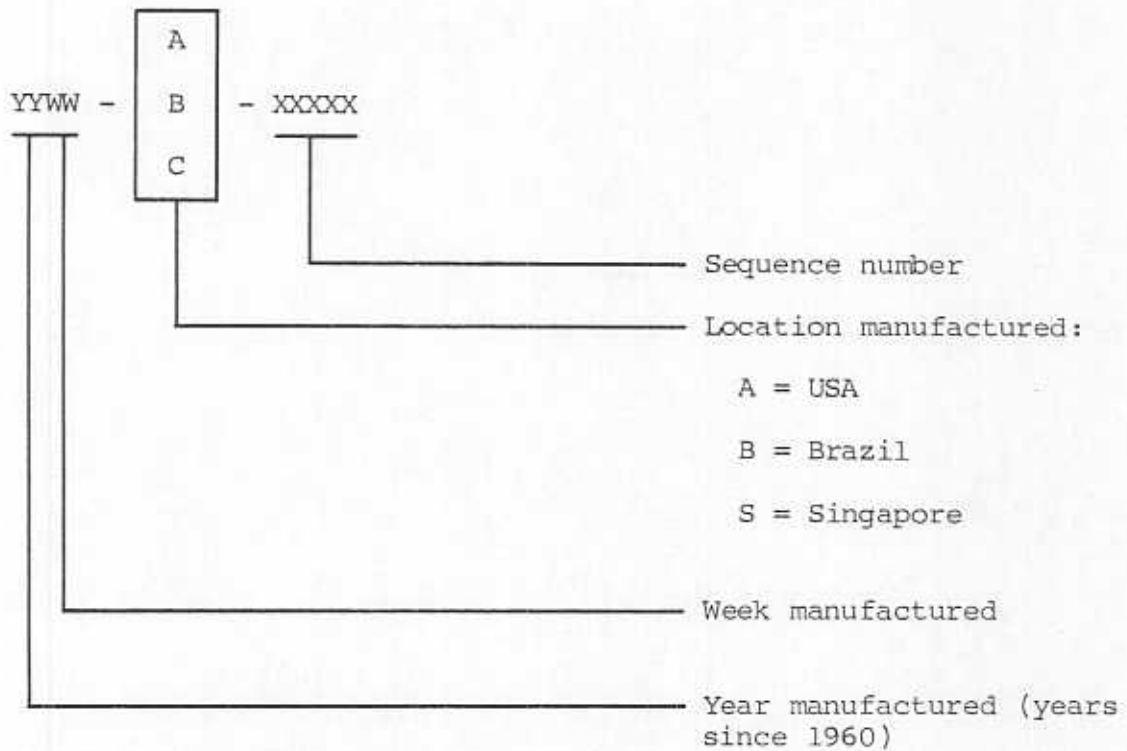 A
YYWW - B - XXXXX
C
Sequence number
Location manufactured:
A = USA
B = Brazil
S = Singapore
Week manufactured
Year manufactured (years
since 1960)